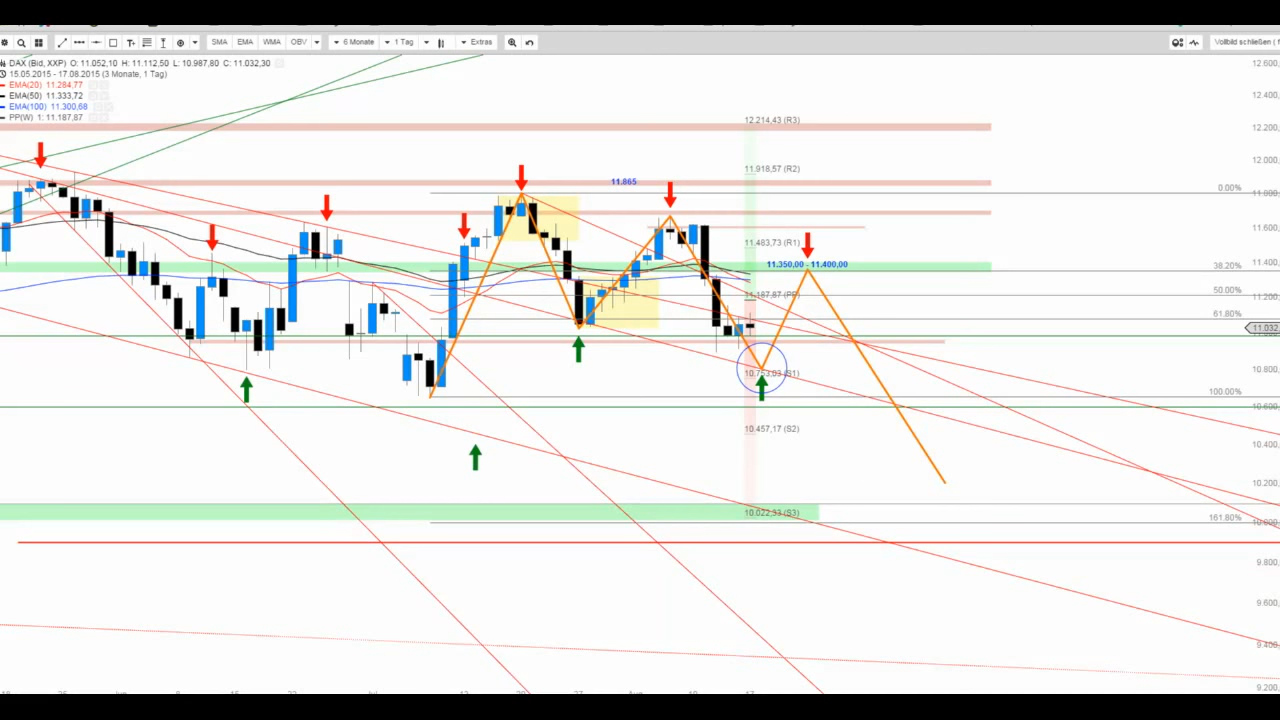 SMA EMA WMA OBV 6 Monate 1 Tag Extras Vollbild schließen ( f
DAX (Bid, XXP) O: 11.052,10 H: 11.112,50 L: 10.987,80 C: 11.032,30
15.05.2015 - 17.08.2015 (3 Monate, 1 Tag)
EMA(20) 11.284,77
EMA(50) 11.333,72
EMA(100) 11.300,68
PP(W) 1: 11.187,87
12.214,43 (R3)
11.918,57 (R2)
11.865
11.483,73 (R1)
11.350,00 - 11.400,00
11.187,87 (PP)
10.753,03 (S1)
10.457,17 (S2)
10.022,33 (S3)
0.00%
38.20%
50.00%
61.80%
100.00%
161.80%
12.600,
12.400,
12.200,
12.000,
11.800,
11.600,
11.400,
11.200,
11.032,
10.800,
10.600,
10.400,
10.200,
10.000,
9.800,
9.600,
9.400,
9.200,